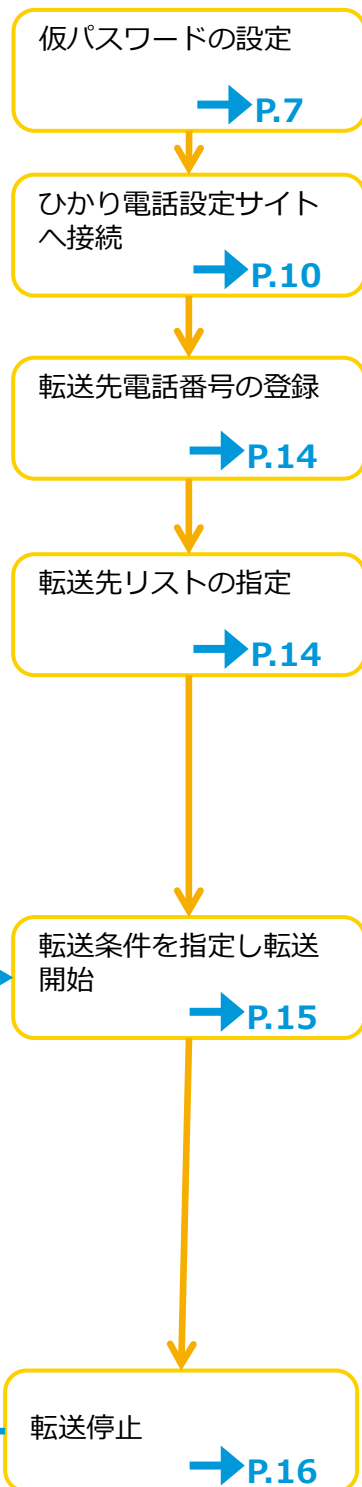 仮パスワードの設定
P.7
ひかり電話設定サイト
へ接続
P.10
転送先電話番号の登録
P.14
転送先リストの指定
P.14
転送条件を指定し転送
開始
P.15
転送停止
P.16